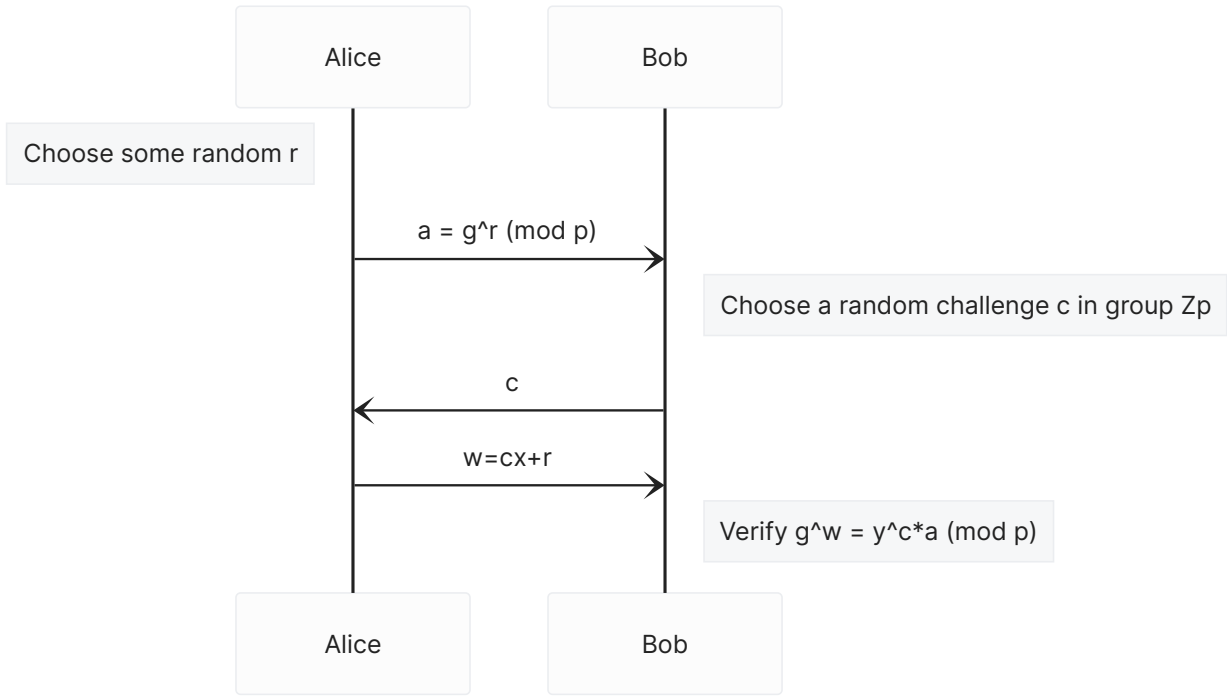 Alice
Bob
Choose some random r
a = g^r (mod p)
Choose a random challenge c in group Zp
c
w=cx+r
Verify g^w = y^c*a (mod p)
Alice
Bob